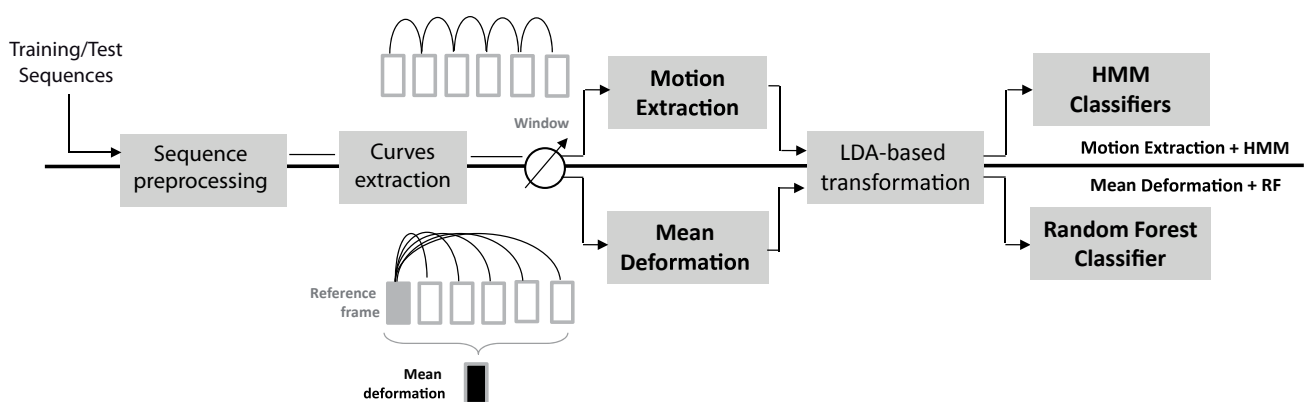 Training/Test
Sequences
Sequence
preprocessing
Curves
extraction
Window
Motion
Extraction
Mean
Deformation
LDA-based
transformation
HMM
Classifiers
Motion Extraction + HMM
Mean Deformation + RF
Random Forest
Classifier
Reference
frame
Mean
deformation